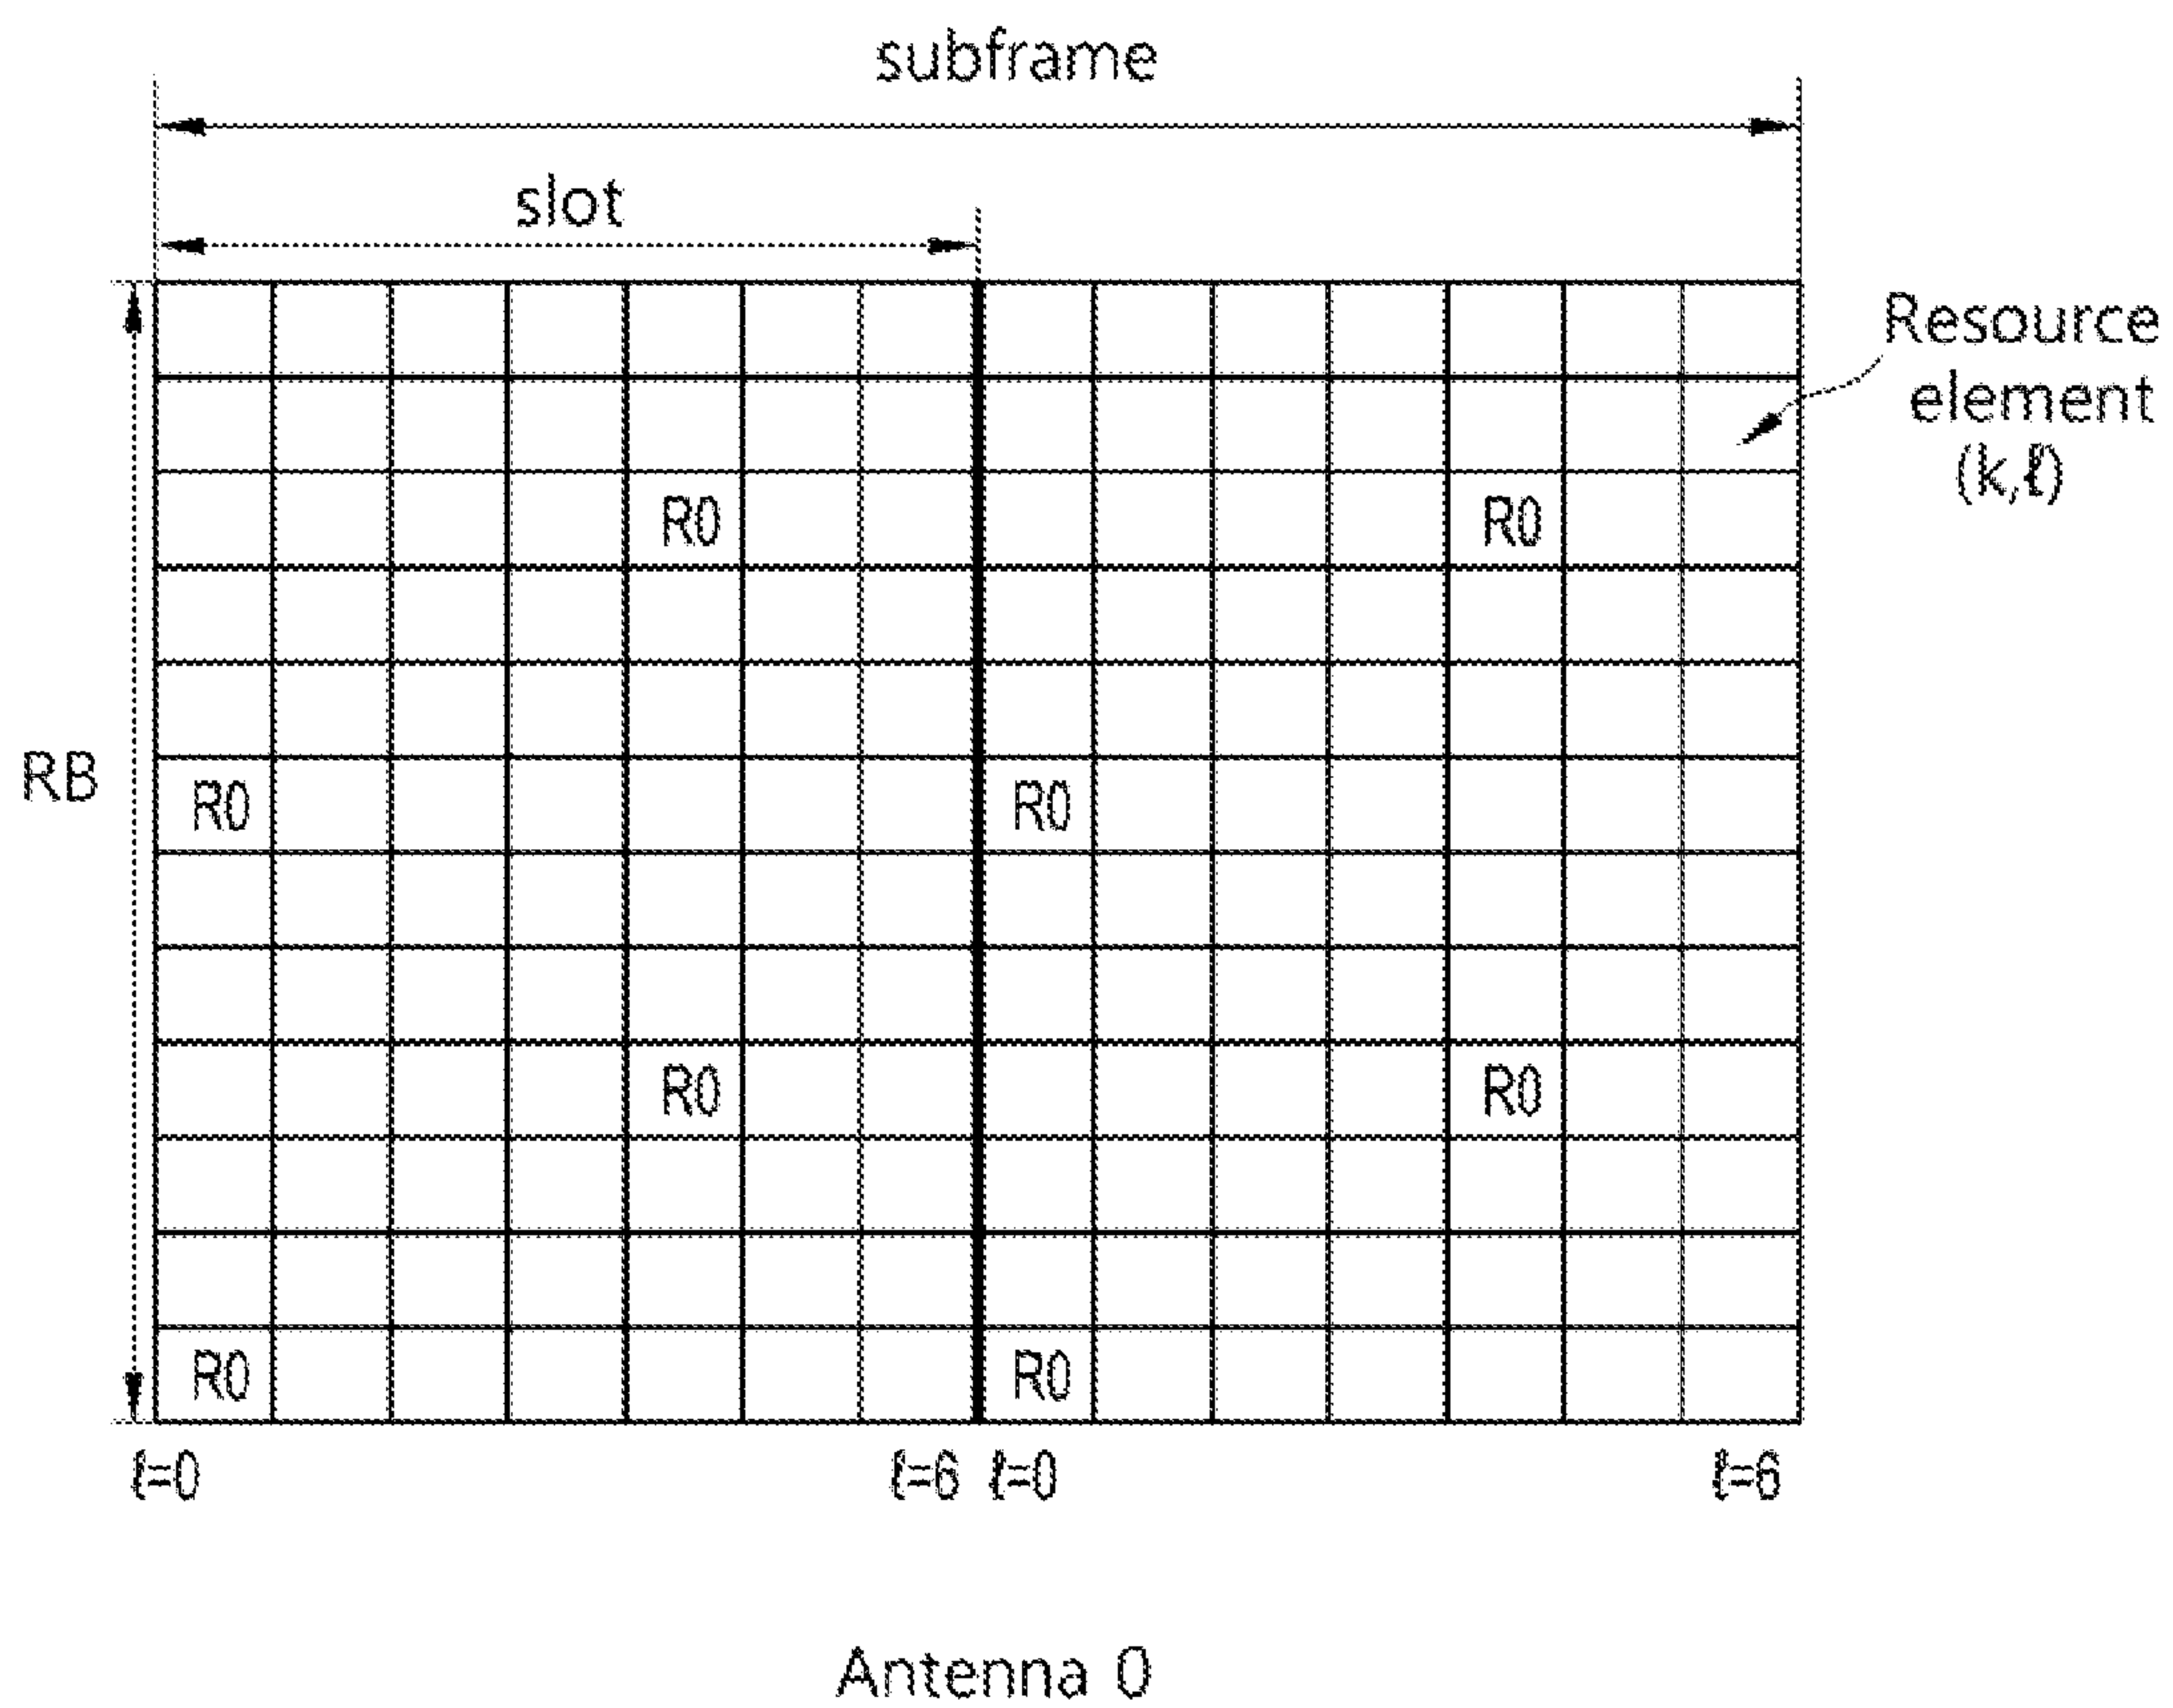 subframe
slot
Resource
element
(k,ℓ)
R0 R0
RB
R0 R0
R0 R0
R0 R0
ℓ=0 ℓ=6 ℓ=0 ℓ=6
Antenna 0